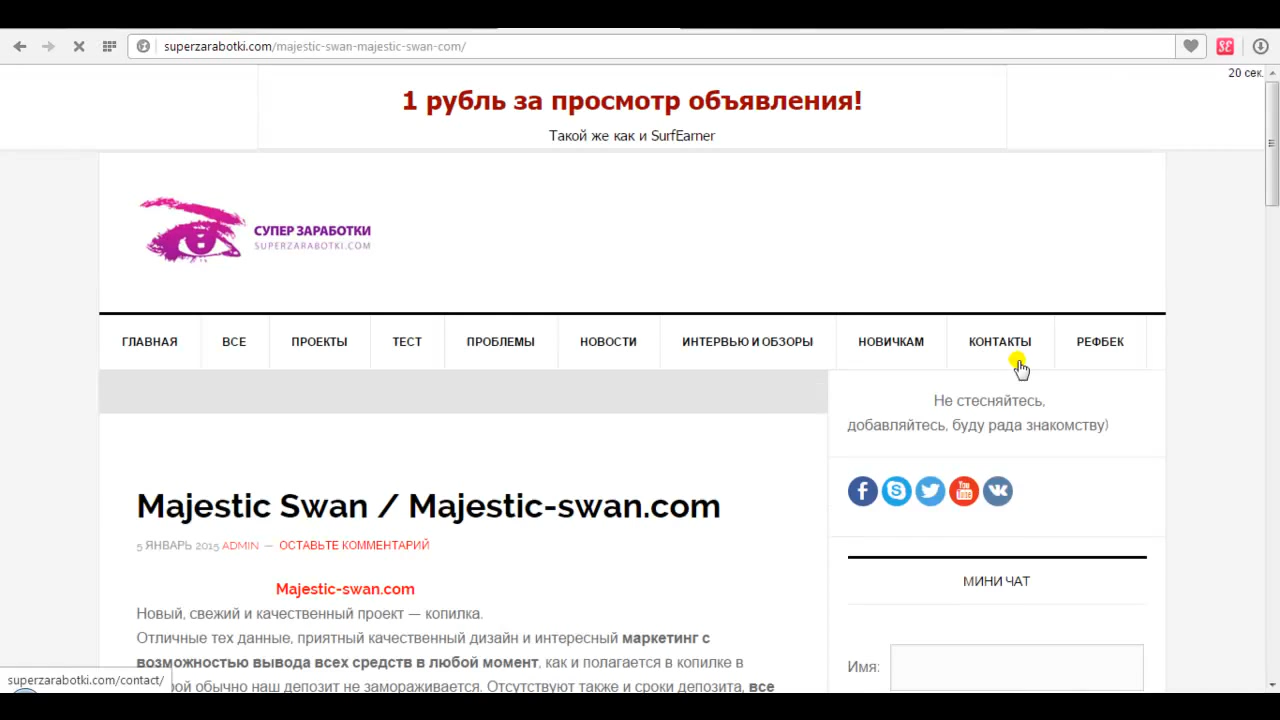 superzarabotki.com/majestic-swan-majestic-swan-com/
SE
20 сек.
1 рубль за просмотр объявления!
Такой же как и SurfEarner
СУПЕР ЗАРАБОТКИ
SUPERZARABOTKI.COM
ГЛАВНАЯ ВСЕ ПРОЕКТЫ ТЕСТ ПРОБЛЕМЫ НОВОСТИ ИНТЕРВЬЮ И ОБЗОРЫ НОВИЧКАМ КОНТАКТЫ РЕФБЕК
Не стесняйтесь,
добавляйтесь, буду рада знакомству)
Majestic Swan / Majestic-swan.com
5 ЯНВАРЬ 2015 ADMIN — ОСТАВЬТЕ КОММЕНТАРИЙ
Majestic-swan.com
Новый, свежий и качественный проект — копилка.
Отличные тех данные, приятный качественный дизайн и интересный маркетинг с
возможностью вывода всех средств в любой момент, как и полагается в копилке в
обычно наш депозит не замораживается. Отсутствуют также и сроки депозита, все
You Tube
МИНИ ЧАТ
Имя:
superzarabotki.com/contact/